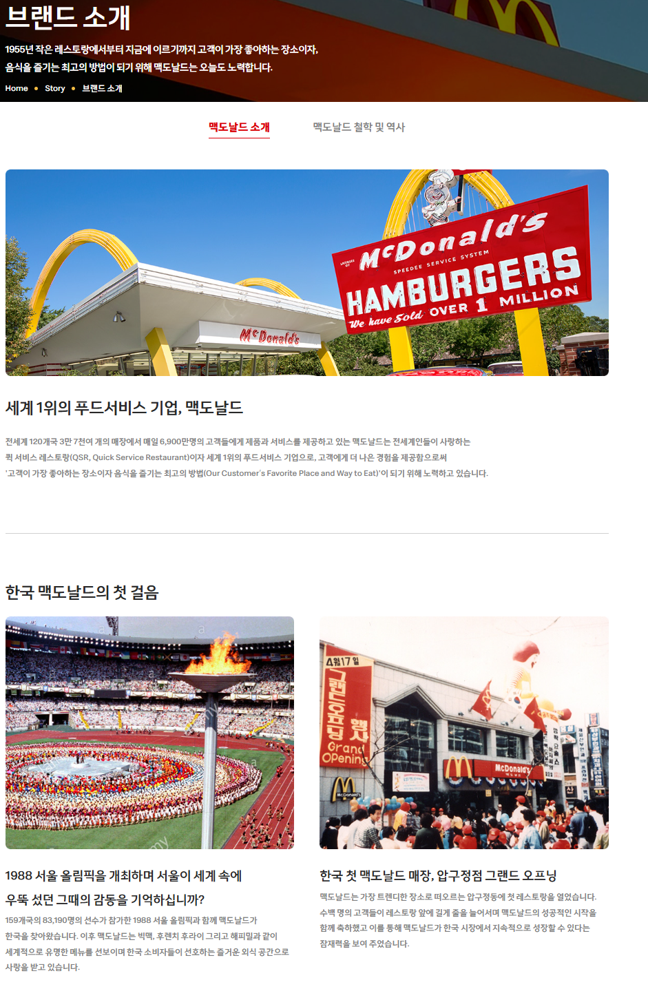 브랜드 소개
1955년 작은 레스토랑에서부터 지금에 이르기까지 고객이 가장 좋아하는 장소이자,
음식을 즐기는 최고의 방법이 되기 위해 맥도날드는 오늘도 노력합니다.
Home • Story • 브랜드 소개
맥도날드 소개 맥도날드 철학 및 역사
LICENSEE OF
McDonald's
SPEEDEE SERVICE SYSTEM
HAMBURGERS
We have Sold OVER 1 MILLION
McDonald's
세계 1위의 푸드서비스 기업, 맥도날드
전세계 120개국 3만 7천여 개의 매장에서 매일 6,900만명의 고객들에게 제품과 서비스를 제공하고 있는 맥도날드는 전세계인들이 사랑하는
퀵 서비스 레스토랑(QSR, Quick Service Restaurant)이자 세계 1위의 푸드서비스 기업으로, 고객에게 더 나은 경험을 제공함으로써
'고객이 가장 좋아하는 장소이자 음식을 즐기는 최고의 방법(Our Customer's Favorite Place and Way to Eat)'이 되기 위해 노력하고 있습니다.
한국 맥도날드의 첫 걸음
4월17일
그랜드오프닝
행사
Grand
Opening
McDonald's
McDonald's
1988 서울 올림픽을 개최하며 서울이 세계 속에
우뚝 섰던 그때의 감동을 기억하십니까?
159개국의 83,190명의 선수가 참가한 1988 서울 올림픽과 함께 맥도날드가
한국을 찾아왔습니다. 이후 맥도날드는 빅맥, 후렌치 후라이 그리고 해피밀과 같이
세계적으로 유명한 메뉴를 선보이며 한국 소비자들이 선호하는 즐거운 외식 공간으로
사랑을 받고 있습니다.
한국 첫 맥도날드 매장, 압구정점 그랜드 오프닝
맥도날드는 가장 트렌디한 장소로 떠오르는 압구정동에 첫 레스토랑을 열었습니다.
수백 명의 고객들이 레스토랑 앞에 길게 줄을 늘어서며 맥도날드의 성공적인 시작을
함께 축하했고 이를 통해 맥도날드가 한국 시장에서 지속적으로 성장할 수 있다는
잠재력을 보여 주었습니다.